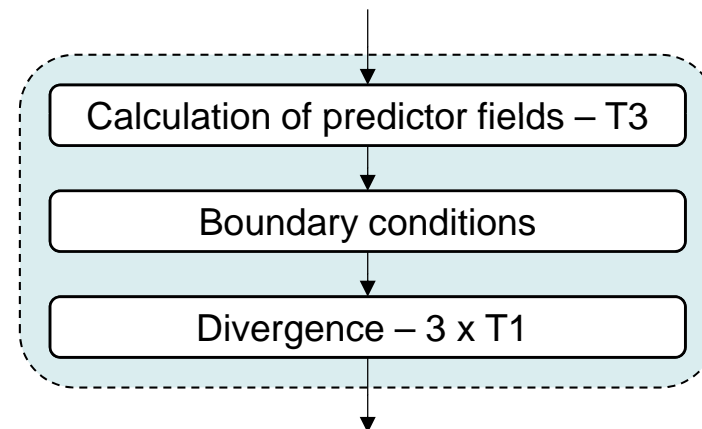 Calculation of predictor fields – T3
Boundary conditions
Divergence – 3 x T1